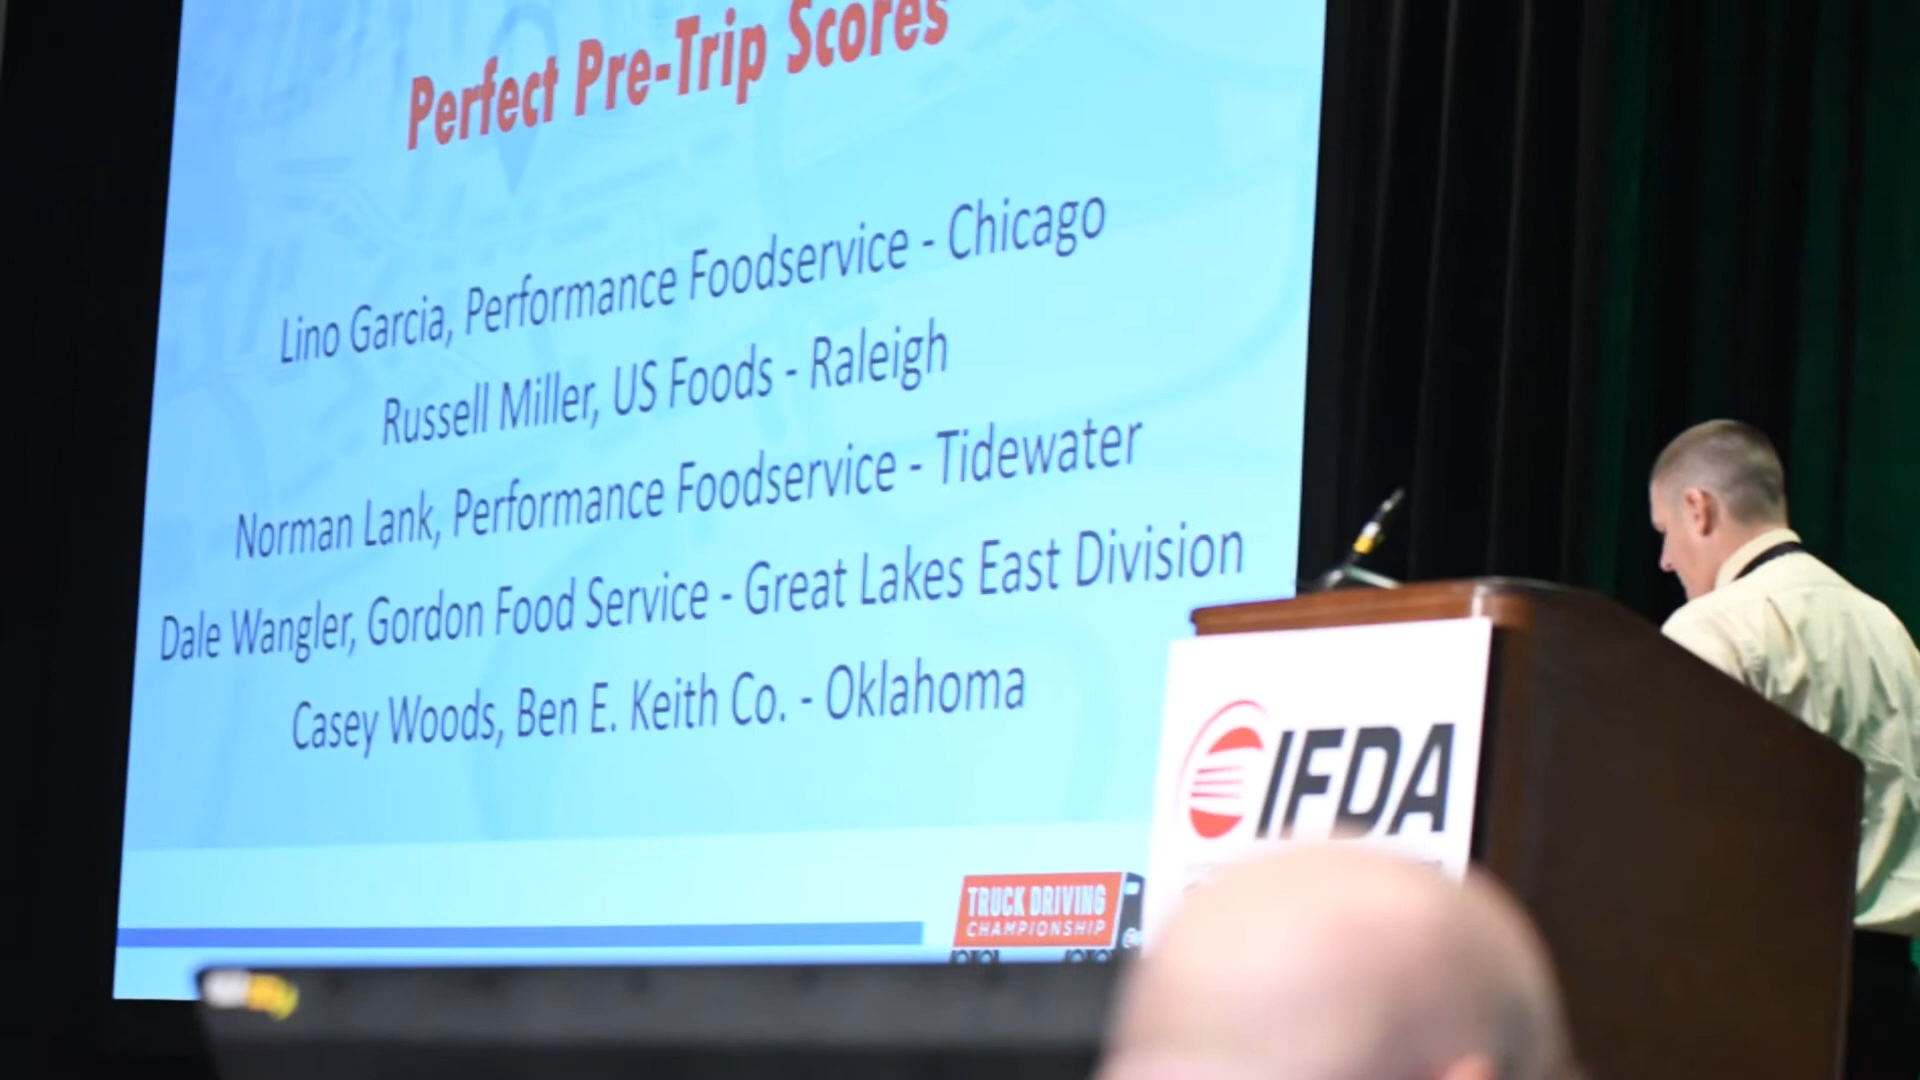 Perfect Pre-Trip Scores
Lino Garcia, Performance Foodservice - Chicago
Russell Miller, US Foods - Raleigh
Norman Lank, Performance Foodservice - Tidewater
Dale Wangler, Gordon Food Service - Great Lakes East Division
Casey Woods, Ben E. Keith Co. - Oklahoma
IFDA
TRUCK DRIVING
CHAMPIONSHIP